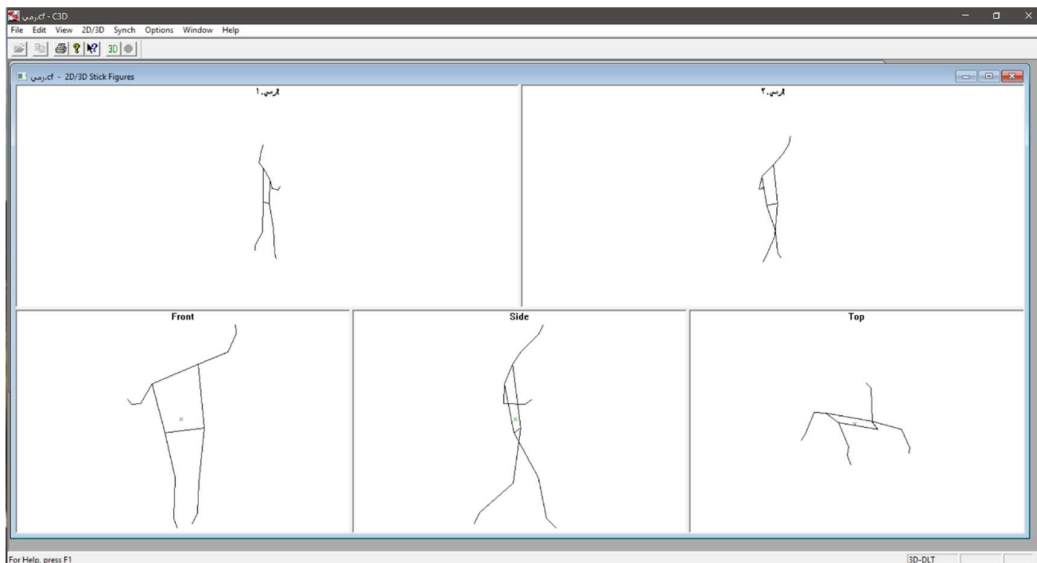 رمي.cf - C3D
File Edit View 2D/3D Synch Options Window Help
3D
رمي.cf - 2D/3D Stick Figures
رمي.١
رمي.٢
Front
Side
Top
For Help, press F1
3D-DLT